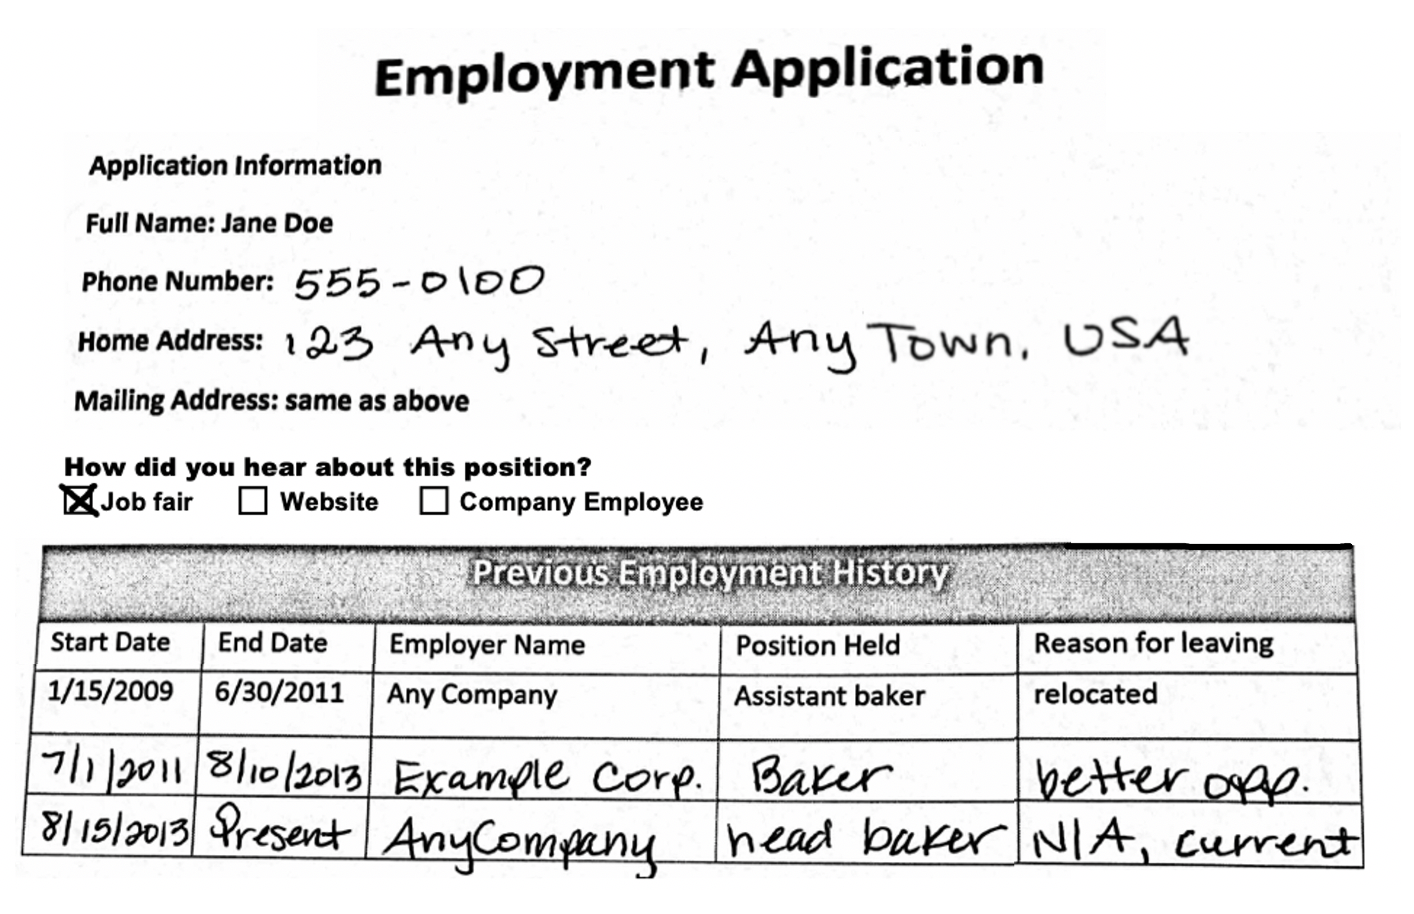 Employment Application
Application Information
Full Name: Jane Doe
Phone Number: 555-0100
Home Address: 123 Any Street, Any Town, USA
Mailing Address: same as above
How did you hear about this position?
Job fair Website Company Employee
Previous Employment History
Start Date End Date Employer Name Position Held Reason for leaving
1/15/2009 6/30/2011 Any Company Assistant baker relocated
7/1/2011 8/10/2013 Example Corp. Baker better opp.
8/15/2013 Present AnyCompany head baker N/A, current